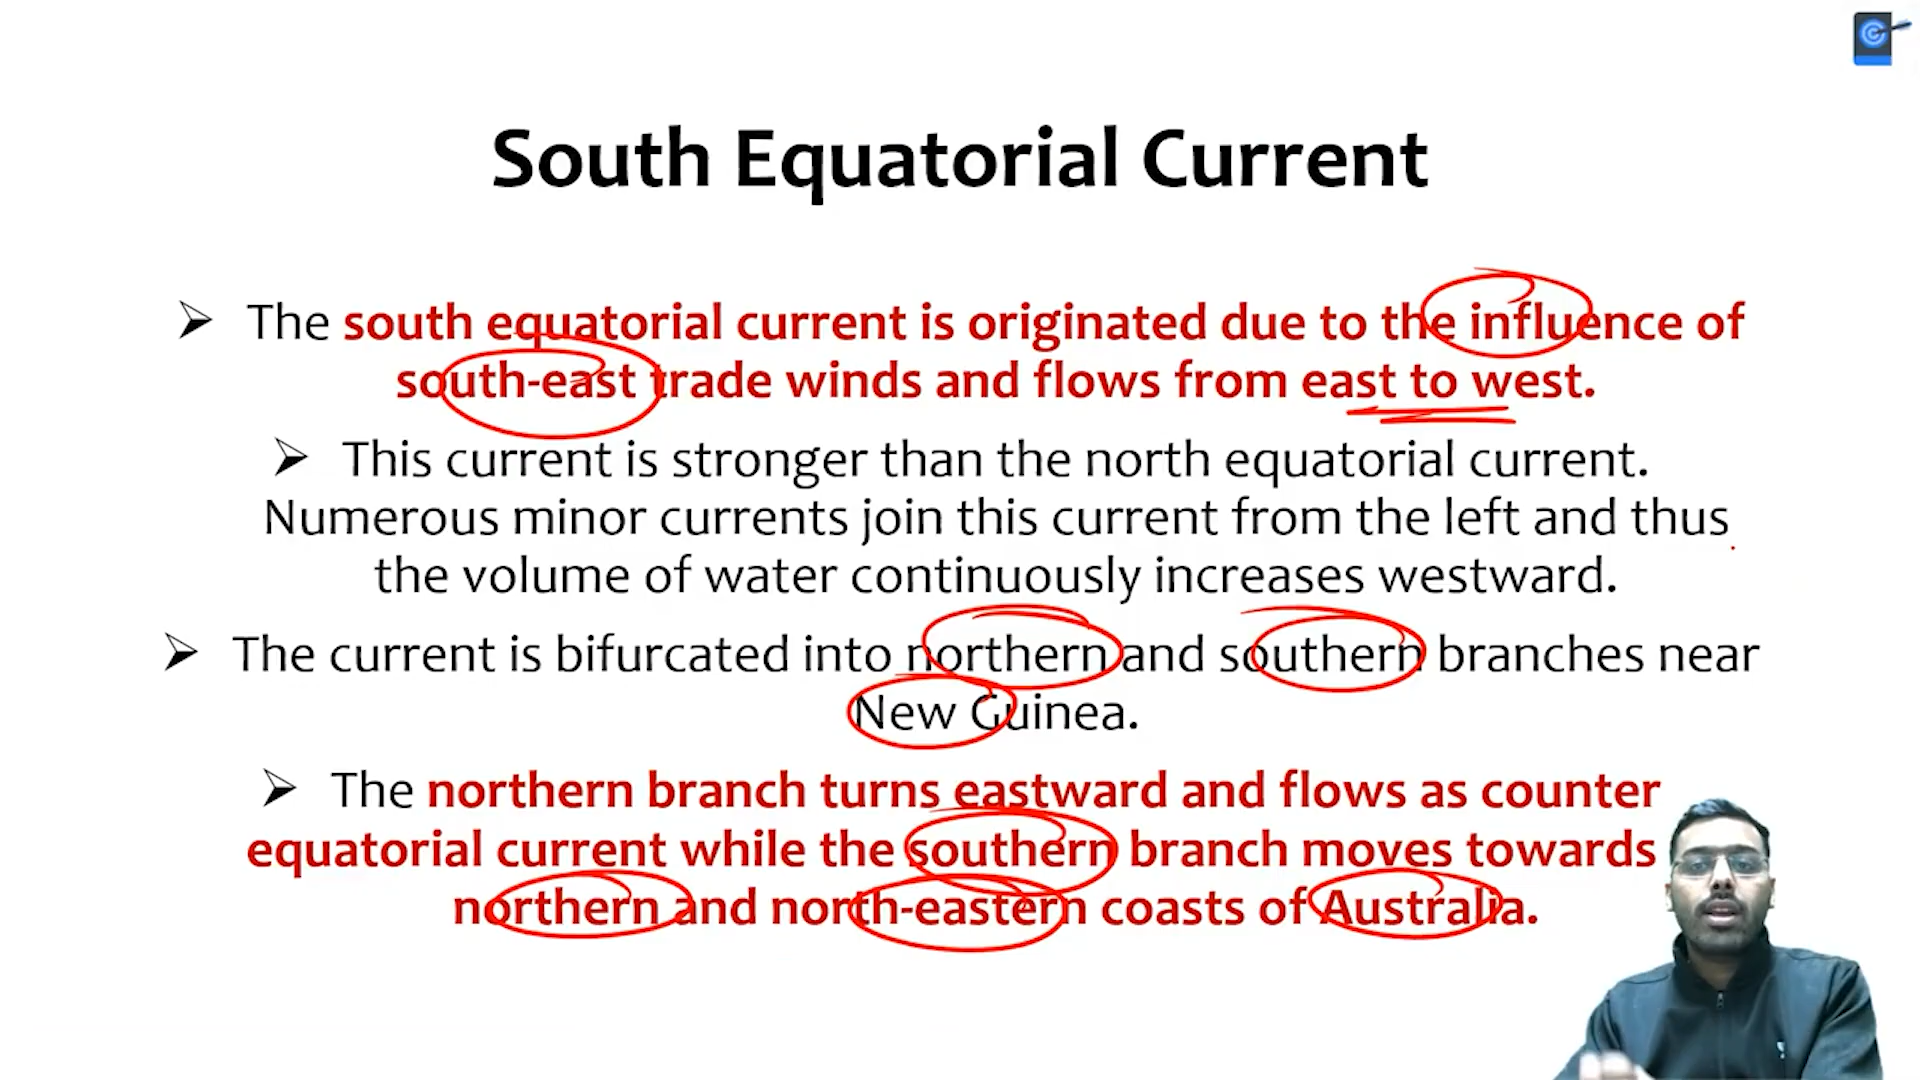 South Equatorial Current
The south equatorial current is originated due to the influence of
south-east trade winds and flows from east to west.
This current is stronger than the north equatorial current.
Numerous minor currents join this current from the left and thus
the volume of water continuously increases westward.
The current is bifurcated into northern and southern branches near
New Guinea.
The northern branch turns eastward and flows as counter
equatorial current while the southern branch moves towards
northern and north-eastern coasts of Australia.